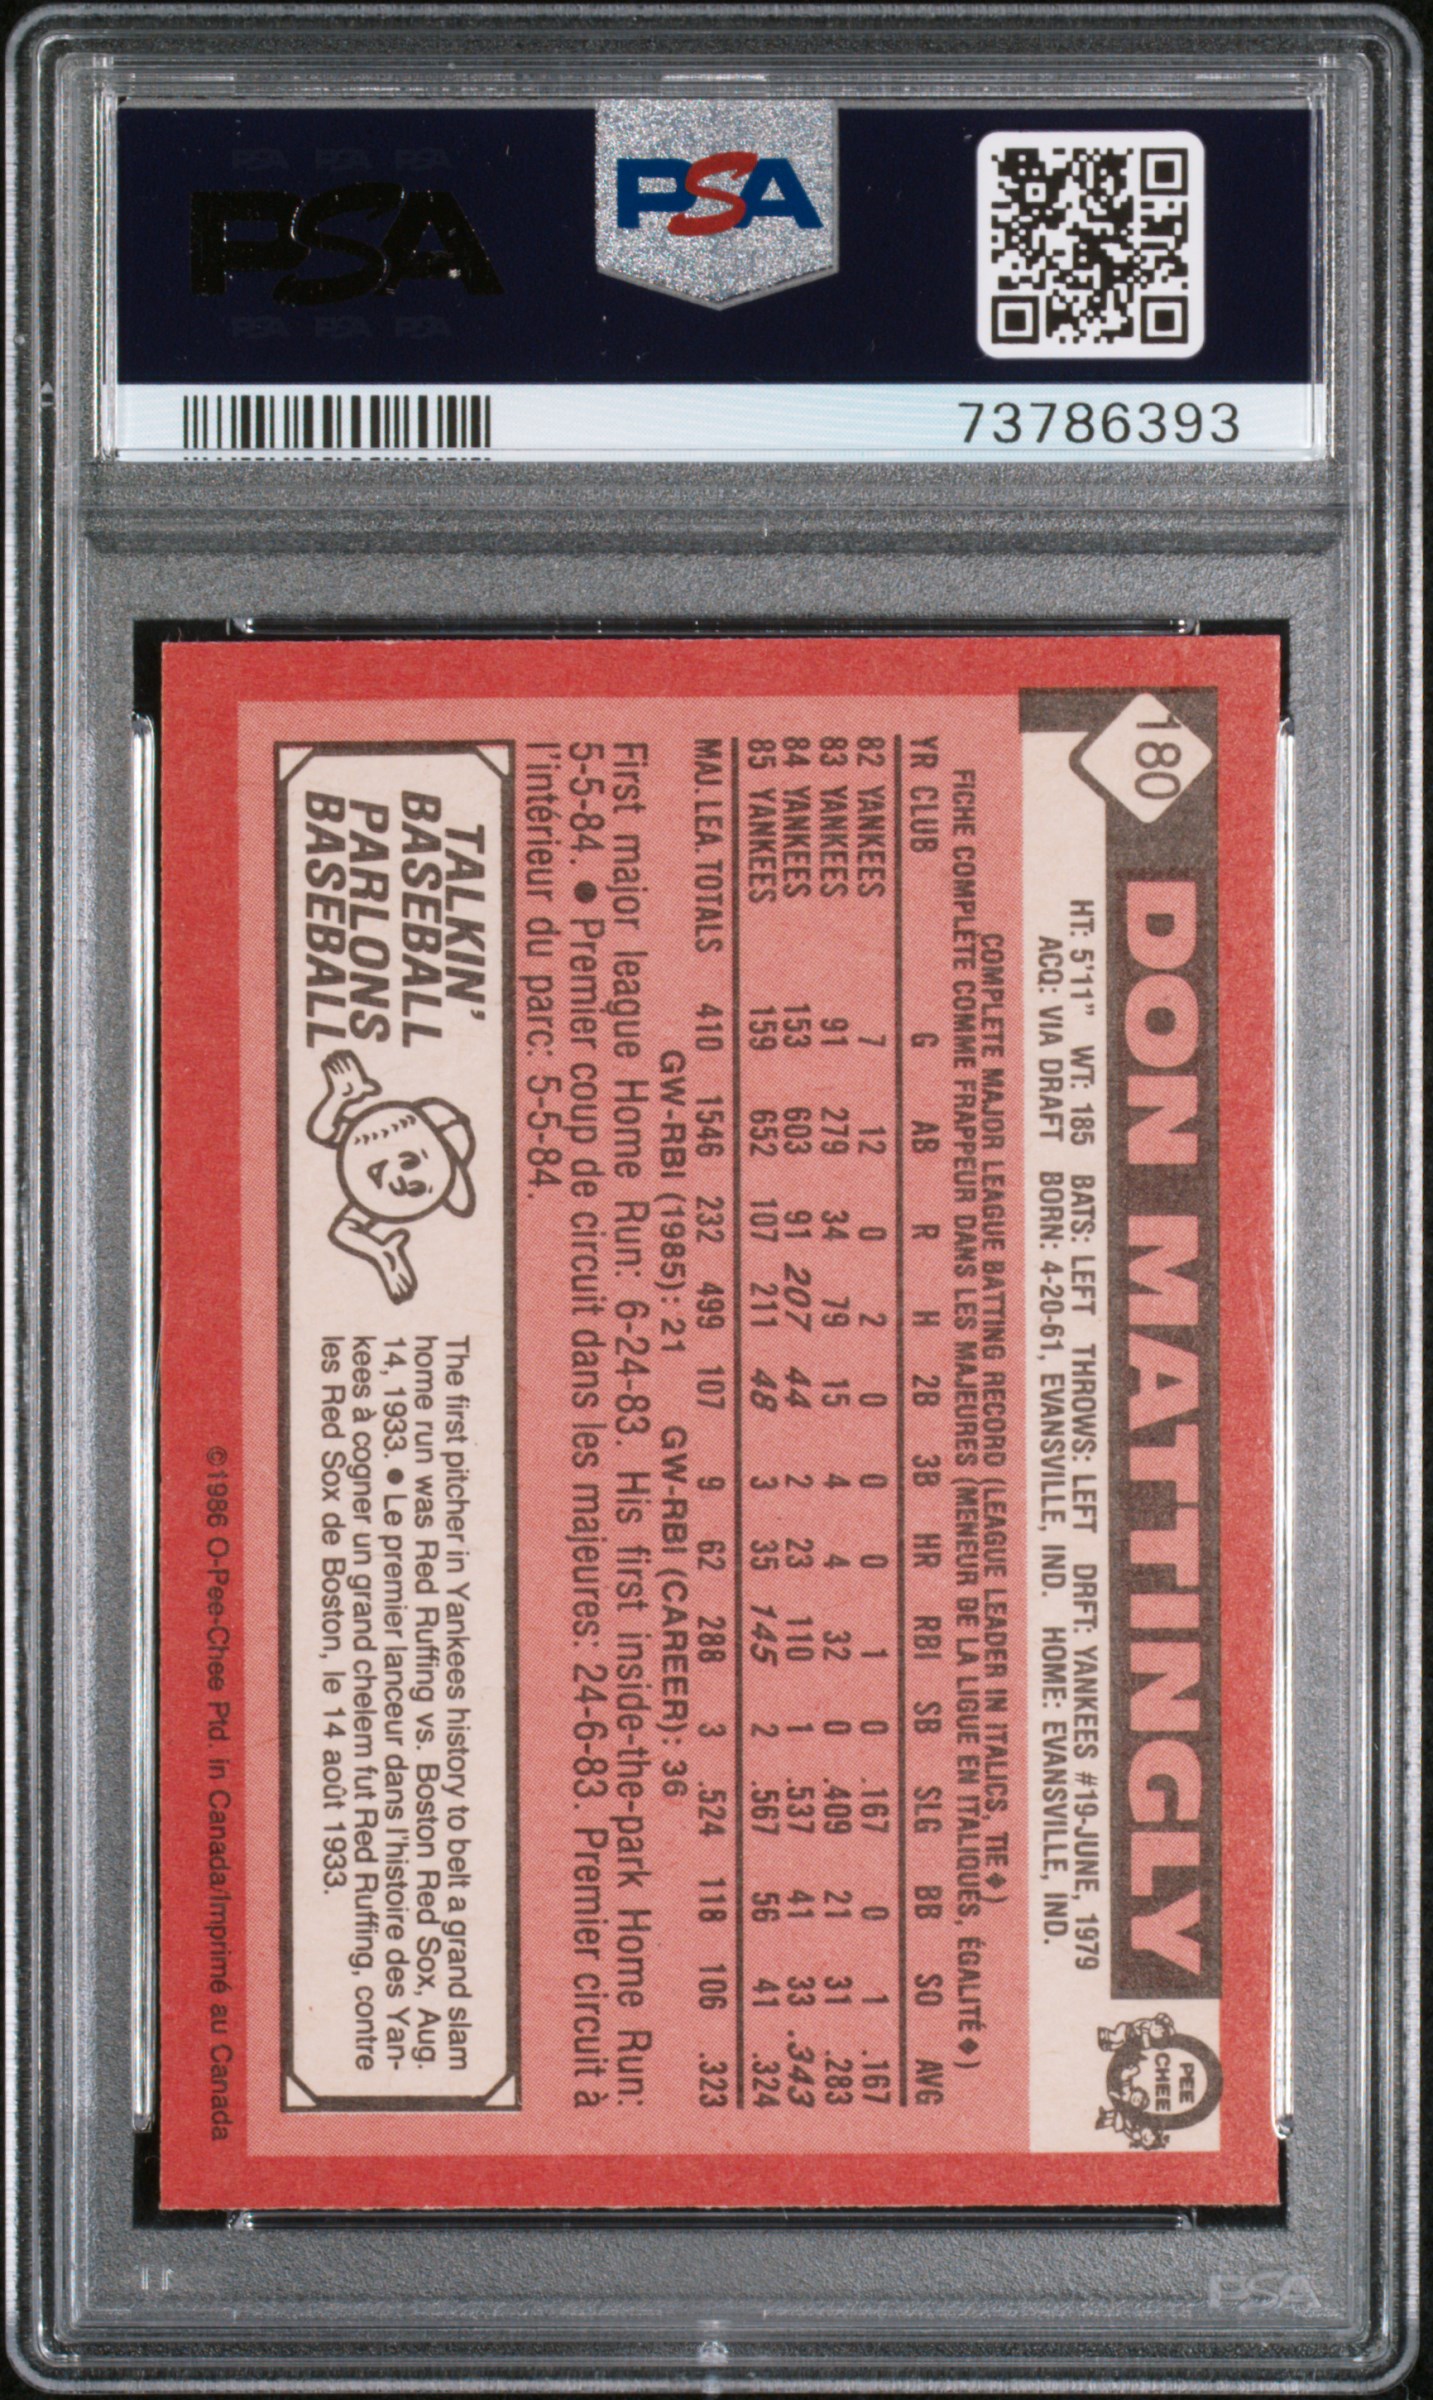 PSA PSA PSA
PSA
PSA PSA PSA
PSA
73786393
180
DON MATTINGLY
O
PEE
CHEE
HT: 5'11" WT: 185 BATS: LEFT THROWS: LEFT DRFT: YANKEES #19-JUNE, 1979
ACQ: VIA DRAFT BORN: 4-20-61, EVANSVILLE, IND. HOME: EVANSVILLE, IND.
COMPLETE MAJOR LEAGUE BATTING RECORD (LEAGUE LEADER IN ITALICS, TIE ♦)
FICHE COMPLÈTE COMME FRAPPEUR DANS LES MAJEURES (MENEUR DE LA LIGUE EN ITALIQUES, ÉGALITÉ ♦)
YR CLUB G AB R H 2B 3B HR RBI SB SLG BB SO AVG
82 YANKEES 7 12 0 2 0 0 0 1 0 .167 0 1 .167
83 YANKEES 91 279 34 79 15 4 4 32 0 .409 21 31 .283
84 YANKEES 153 603 91 207 44 2 23 110 1 .537 41 33 .343
85 YANKEES 159 652 107 211 48 3 35 145 2 .567 56 41 .324
MAJ. LEA. TOTALS 410 1546 232 499 107 9 62 288 3 .524 118 106 .323
GW-RBI (1985): 21 GW-RBI (CAREER): 36
First major league Home Run: 6-24-83. His first inside-the-park Home Run:
5-5-84. ● Premier coup de circuit dans les majeures: 24-6-83. Premier circuit à
l'intérieur du parc: 5-5-84.
TALKIN'
BASEBALL
PARLONS
BASEBALL
The first pitcher in Yankees history to belt a grand slam
home run was Red Ruffing vs. Boston Red Sox, Aug.
14, 1933. ● Le premier lanceur dans l'histoire des Yan-
kees à cogner un grand chelem fut Red Ruffing, contre
les Red Sox de Boston, le 14 août 1933.
©1986 O-Pee-Chee Ptd. in Canada/Imprimé au Canada
PSA